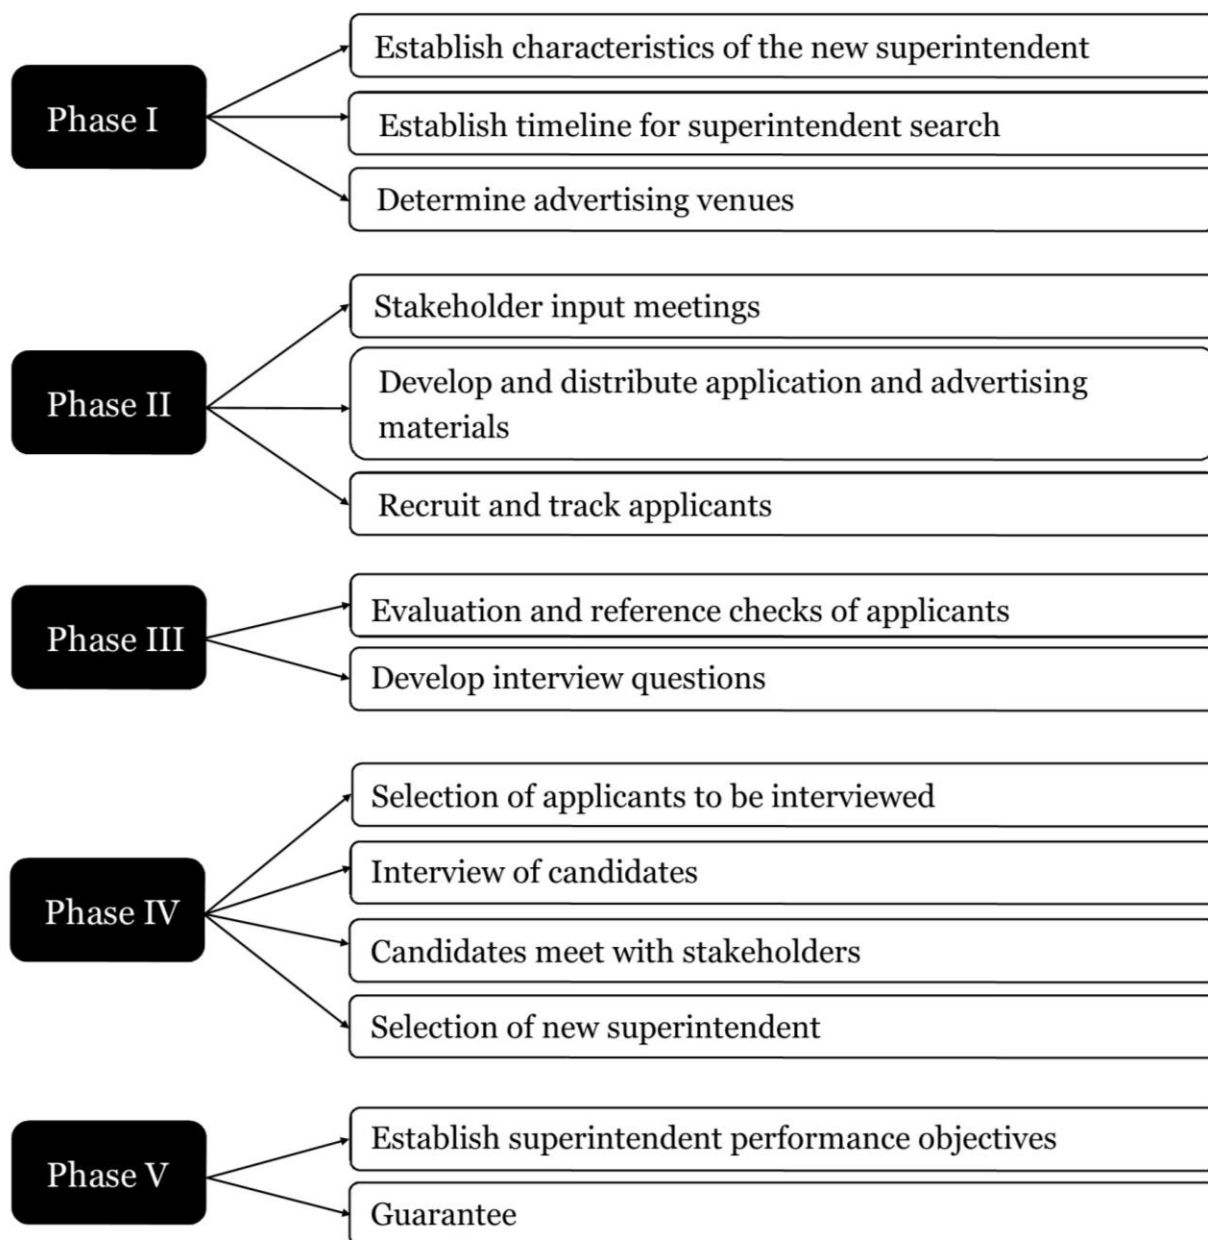 Phase I
Establish characteristics of the new superintendent
Establish timeline for superintendent search
Determine advertising venues
Phase II
Stakeholder input meetings
Develop and distribute application and advertising
materials
Recruit and track applicants
Phase III
Evaluation and reference checks of applicants
Develop interview questions
Phase IV
Selection of applicants to be interviewed
Interview of candidates
Candidates meet with stakeholders
Selection of new superintendent
Phase V
Establish superintendent performance objectives
Guarantee